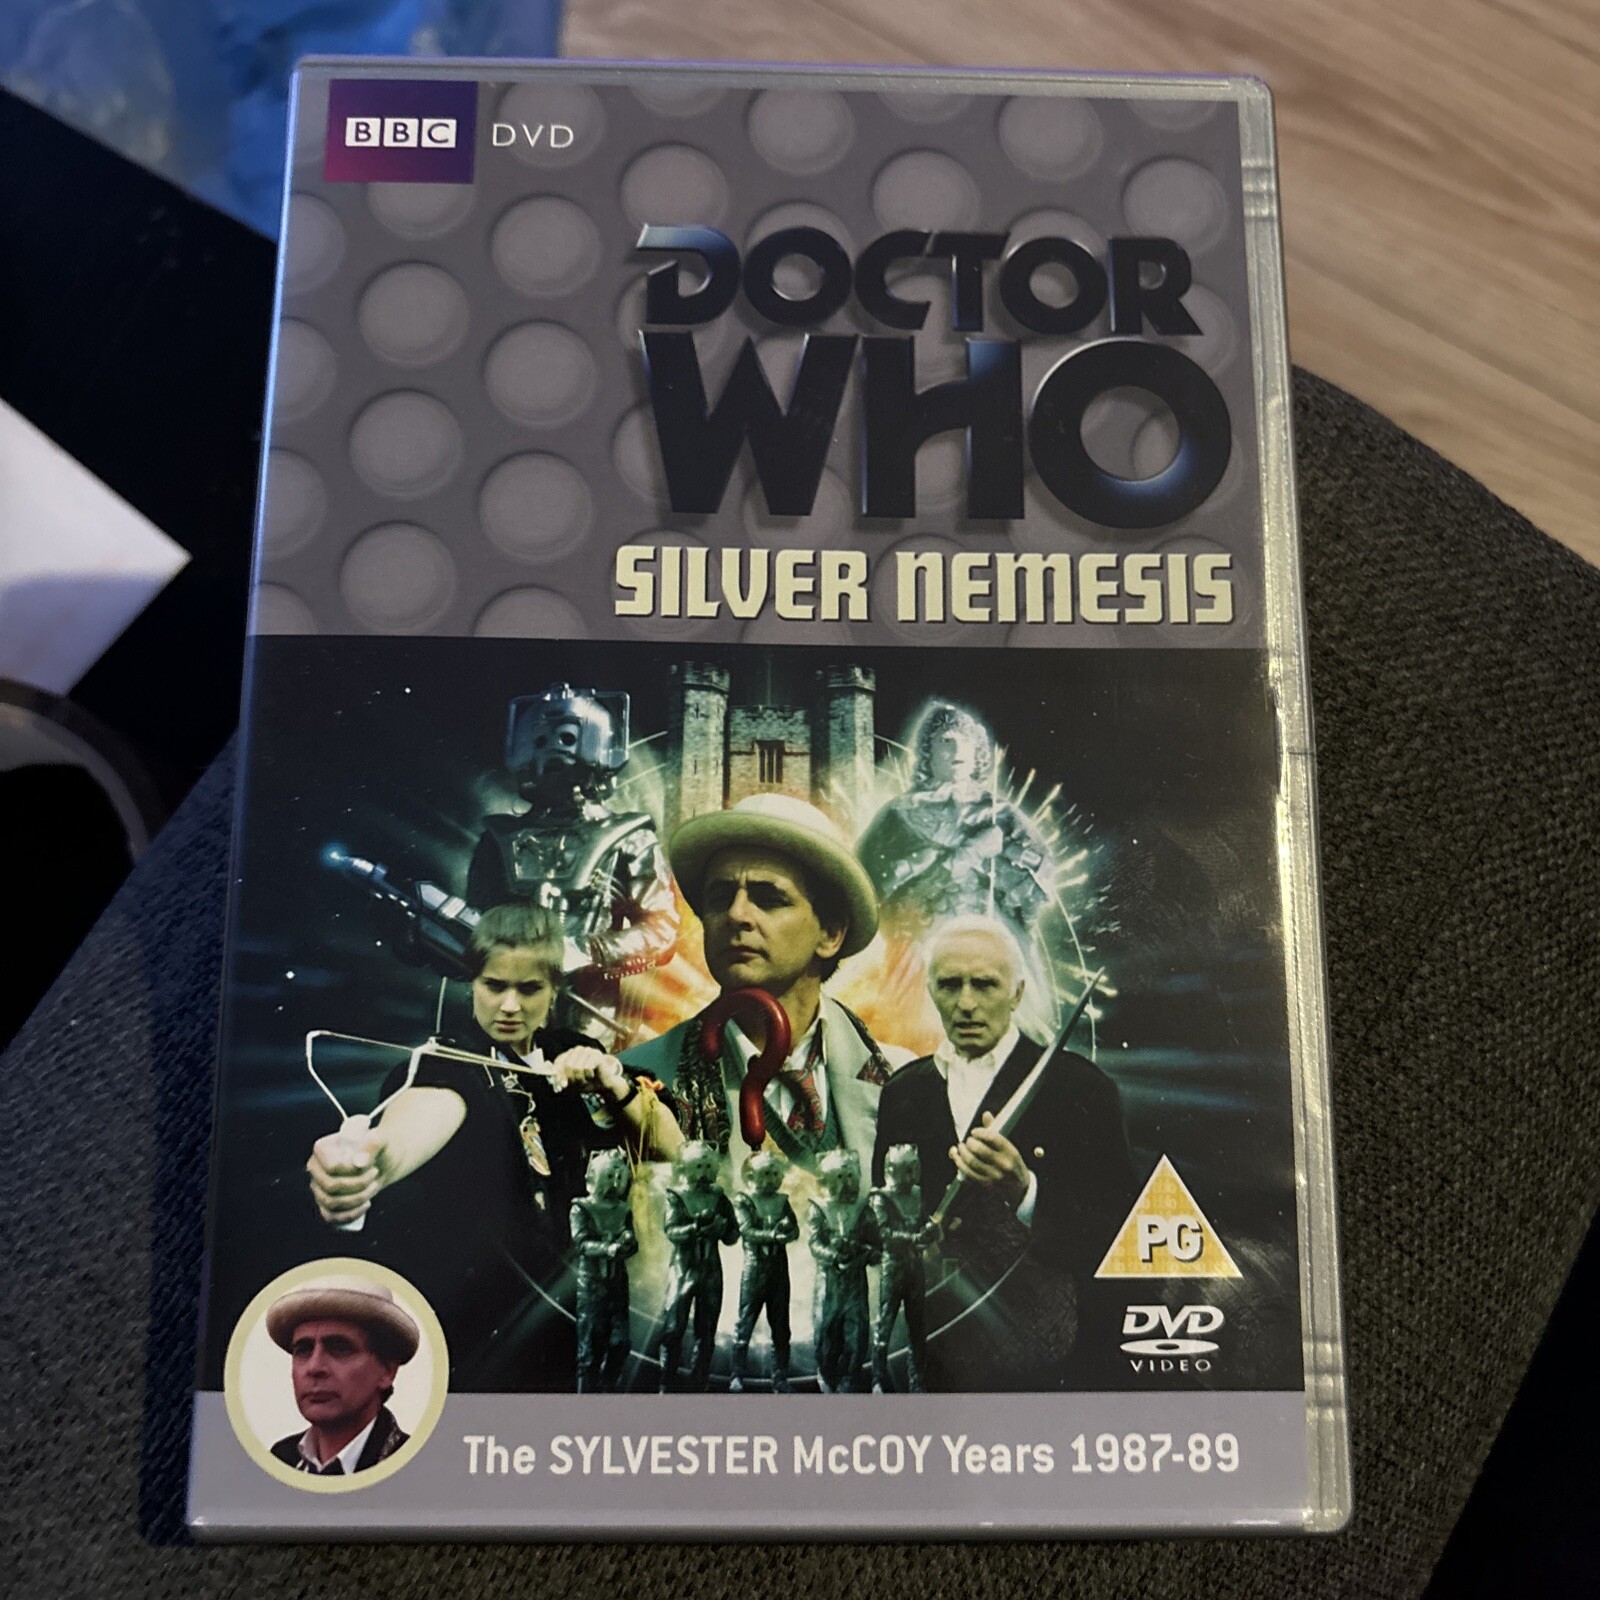 BBC DVD
DOCTOR
WHO
SILVER NEMESIS
PG
DVD
VIDEO
The SYLVESTER McCOY Years 1987-89